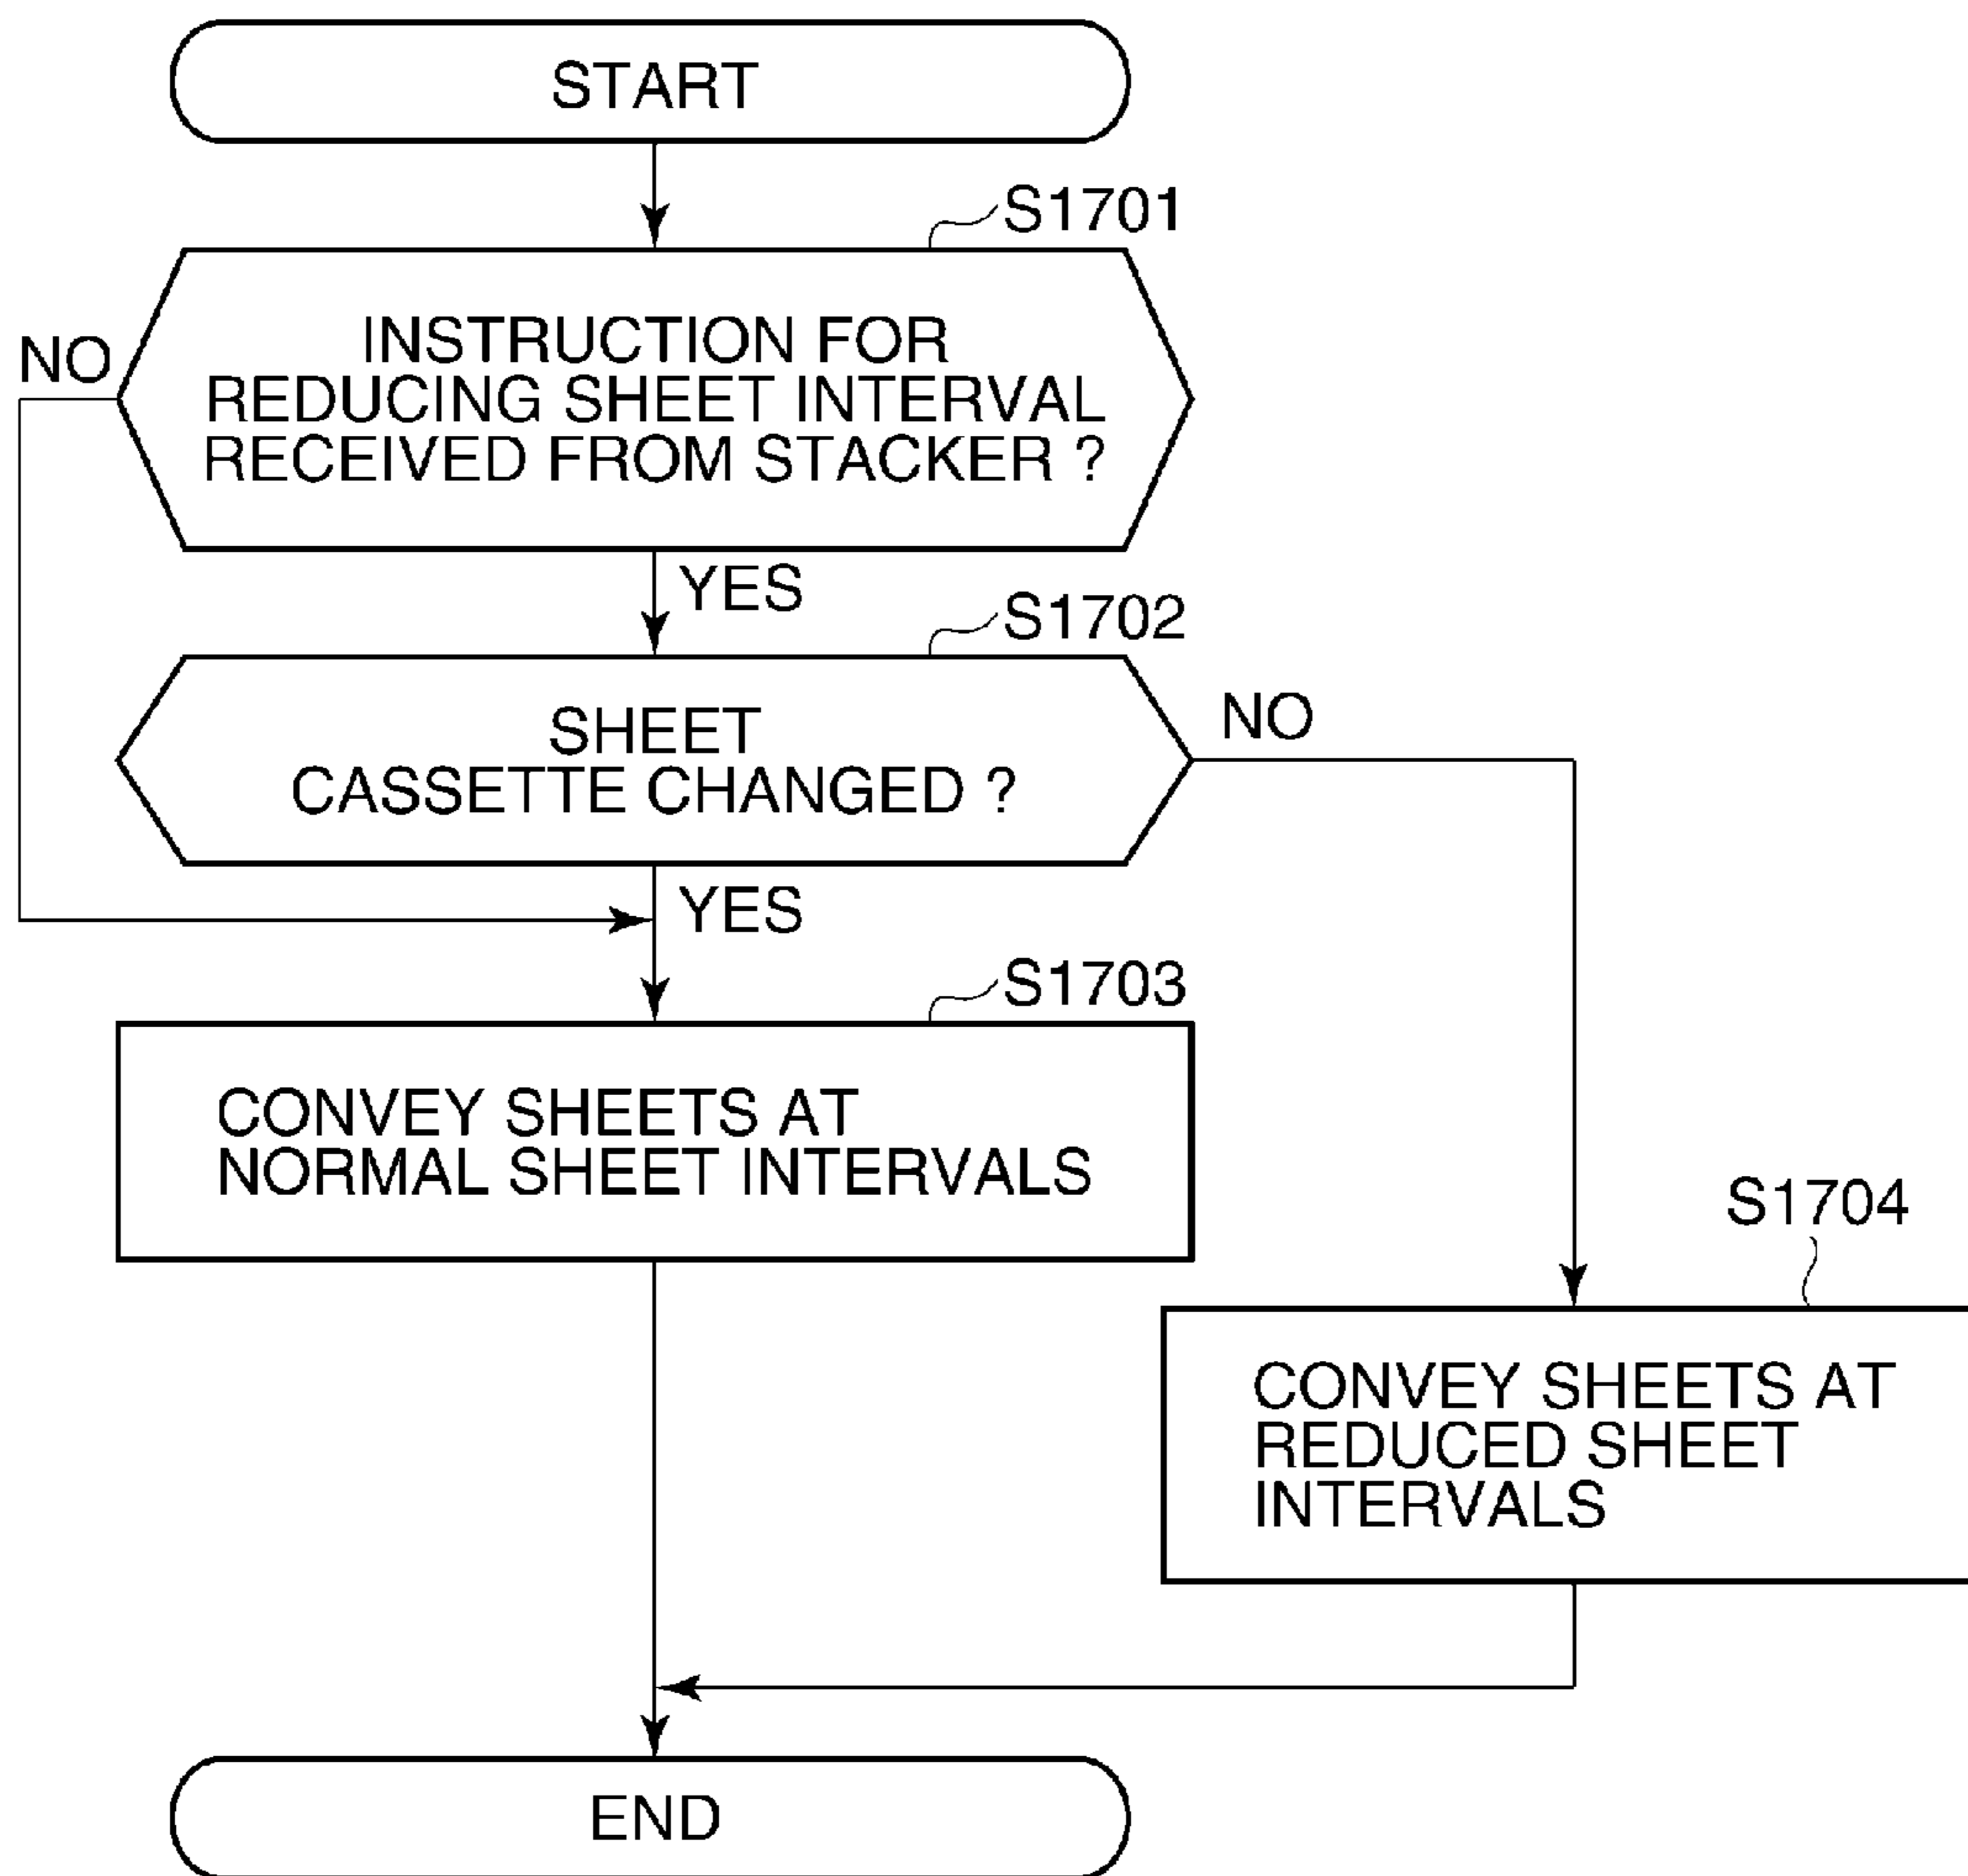 START
S1701
INSTRUCTION FOR
REDUCING SHEET INTERVAL
RECEIVED FROM STACKER ?
NO
YES
S1702
SHEET
CASSETTE CHANGED ?
NO
YES
S1703
CONVEY SHEETS AT
NORMAL SHEET INTERVALS
S1704
CONVEY SHEETS AT
REDUCED SHEET
INTERVALS
END